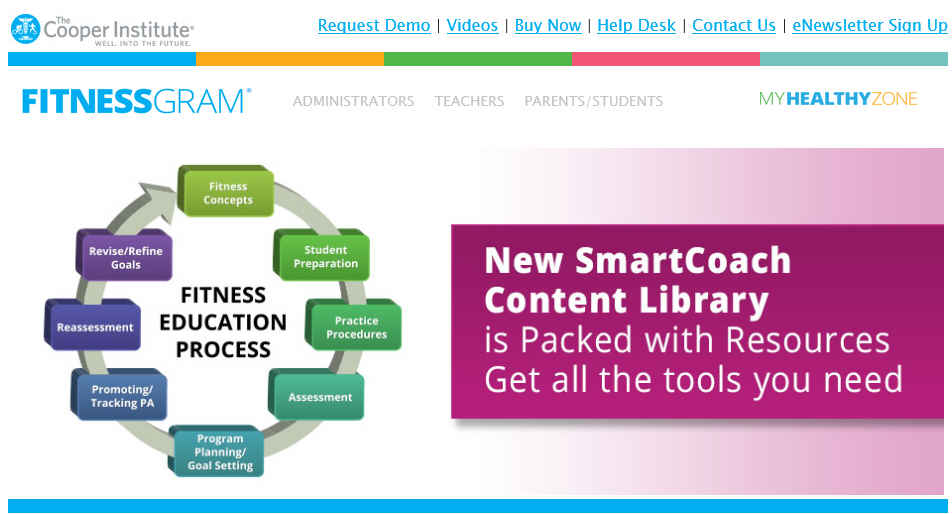 The
Cooper Institute®
WELL. INTO THE FUTURE.
Request Demo | Videos | Buy Now | Help Desk | Contact Us | eNewsletter Sign Up
FITNESSGRAM®
ADMINISTRATORS TEACHERS PARENTS/STUDENTS
MYHEALTHYZONE
Fitness
Concepts
Student
Preparation
Practice
Procedures
Assessment
Program
Planning/
Goal Setting
Promoting/
Tracking PA
Reassessment
Revise/Refine
Goals
FITNESS
EDUCATION
PROCESS
New SmartCoach
Content Library
is Packed with Resources
Get all the tools you need